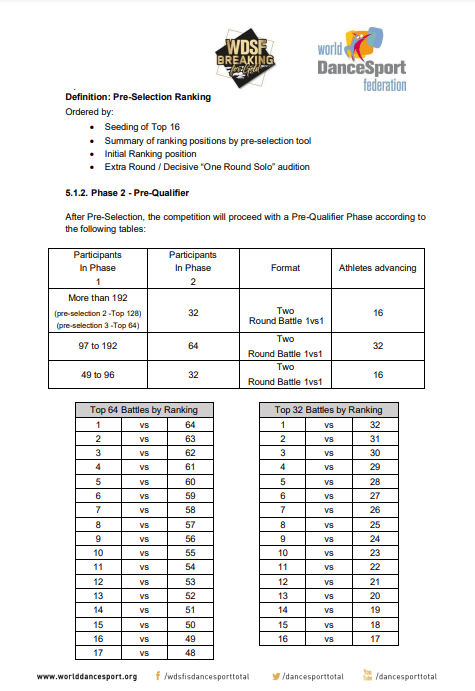 WDSF
BREAKING
for Gold
world
DanceSport
federation
Definition: Pre-Selection Ranking
Ordered by:
• Seeding of Top 16
• Summary of ranking positions by pre-selection tool
• Initial Ranking position
• Extra Round / Decisive “One Round Solo” audition
5.1.2. Phase 2 - Pre-Qualifier
After Pre-Selection, the competition will proceed with a Pre-Qualifier Phase according to
the following tables:
Participants In Phase 1 Participants In Phase 2 Format Athletes advancing
More than 192 (pre-selection 2 -Top 128) (pre-selection 3 -Top 64) 32 Two Round Battle 1vs1 16
97 to 192 64 Two Round Battle 1vs1 32
49 to 96 32 Two Round Battle 1vs1 16
Top 64 Battles by Ranking
1 vs 64
2 vs 63
3 vs 62
4 vs 61
5 vs 60
6 vs 59
7 vs 58
8 vs 57
9 vs 56
10 vs 55
11 vs 54
12 vs 53
13 vs 52
14 vs 51
15 vs 50
16 vs 49
17 vs 48
Top 32 Battles by Ranking
1 vs 32
2 vs 31
3 vs 30
4 vs 29
5 vs 28
6 vs 27
7 vs 26
8 vs 25
9 vs 24
10 vs 23
11 vs 22
12 vs 21
13 vs 20
14 vs 19
15 vs 18
16 vs 17
www.worlddancesport.org f /wdsfisdancesporttotal /dancesporttotal You Tube /dancesporttotal